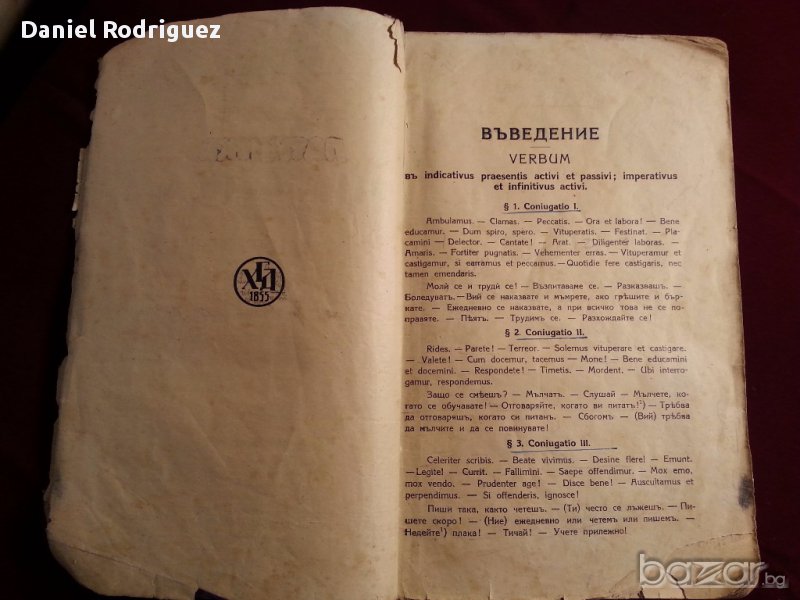 Daniel Rodriguez
ХГД
1855
ВЪВЕДЕНИЕ
VERBUM
въ indicativus praesentis activi et passivi; imperativus
et infinitivus activi.
§ 1. Coniugatio I.
Ambulamus. — Clamas. — Peccatis. — Ora et labora! — Bene
educamur. — Dum spiro, spero. — Vituperatis. — Festinat. — Pla-
camini — Delector. — Cantate! — Arat. — Diligenter laboras. —
Amaris. — Fortiter pugnatis. — Vehementer erras. — Vituperamur et
castigamur, si erramus et peccamus. — Quotidie fere castigaris, nec
tamen emendaris.
Моли се и труди се! — Възпитаваме се. — Разказвашъ. —
Боледуватъ. — Вий се наказвате и мъмрете, ако грѣшите и бър-
кате. — Ежедневно се наказвате, а при всичко това не се по-
правяте. — Пѣятъ. — Трудимъ се. — Разхождайте се!
§ 2. Coniugatio II.
Rides. — Parete! — Terreor. — Solemus vituperare et castigare.
— Valete! — Cum docemur, tacemus — Mone! — Bene educamini
et docemini. — Respondete! — Timetis. — Mordent. — Ubi interro-
gamur, respondemus.
Защо се смѣешъ? — Мълчатъ. — Слушай — Мълчете, ко-
гато се обучавате! — Отговаряйте, когато ви питатъ!¹) — Трѣбва
да отговаряшъ, когато си питанъ. — Сбогомъ — (Вий) трѣбва
да мълчите и да се повинувате!
§ 3. Coniugatio III.
Celeriter scribis. — Beate vivimus. — Desine flere! — Emunt.
— Legite! — Currit. — Fallimini. — Saepe offendimur. — Mox emo,
mox vendo. — Prudenter age! — Disce bene! — Auscultamus et
perpendimus. — Si offenderis, ignosce!
Пиши така, както четешъ. — (Ти) често се лъжешъ. — Пи-
шете скоро! — (Ние) ежедневно или четемъ или пишемъ. —
Недейте¹) плака! — Тичай! — Учете прилежно!
bazar.bg